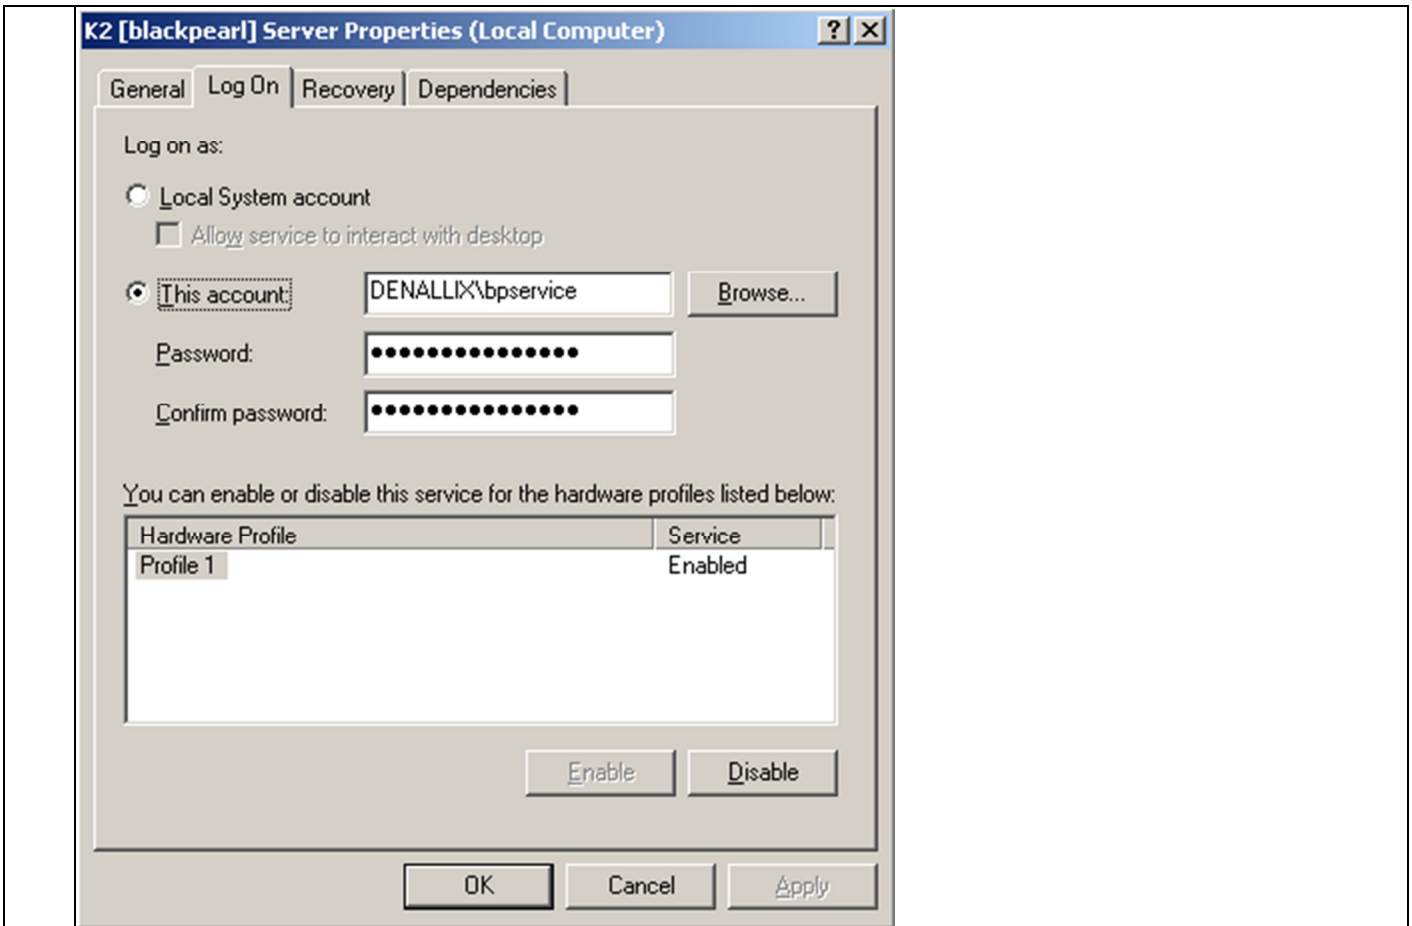 K2 [blackpearl] Server Properties (Local Computer)
General Log On Recovery Dependencies
Log on as:
Local System account
Allow service to interact with desktop
This account: DENALLIX\bpservice Browse...
Password: •••••••••••••••
Confirm password: •••••••••••••••
You can enable or disable this service for the hardware profiles listed below:
Hardware Profile Service
Profile 1 Enabled
Enable Disable
OK Cancel Apply